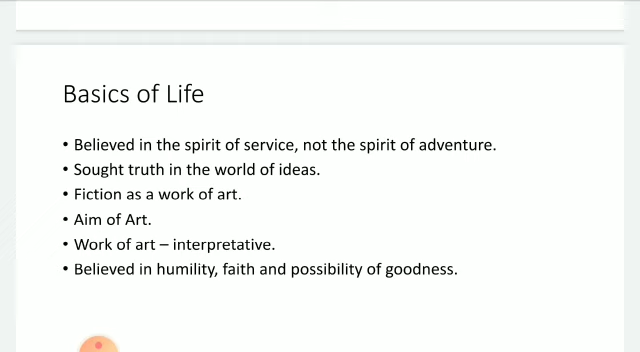 Basics of Life
• Believed in the spirit of service, not the spirit of adventure.
• Sought truth in the world of ideas.
• Fiction as a work of art.
• Aim of Art.
• Work of art – interpretative.
• Believed in humility, faith and possibility of goodness.